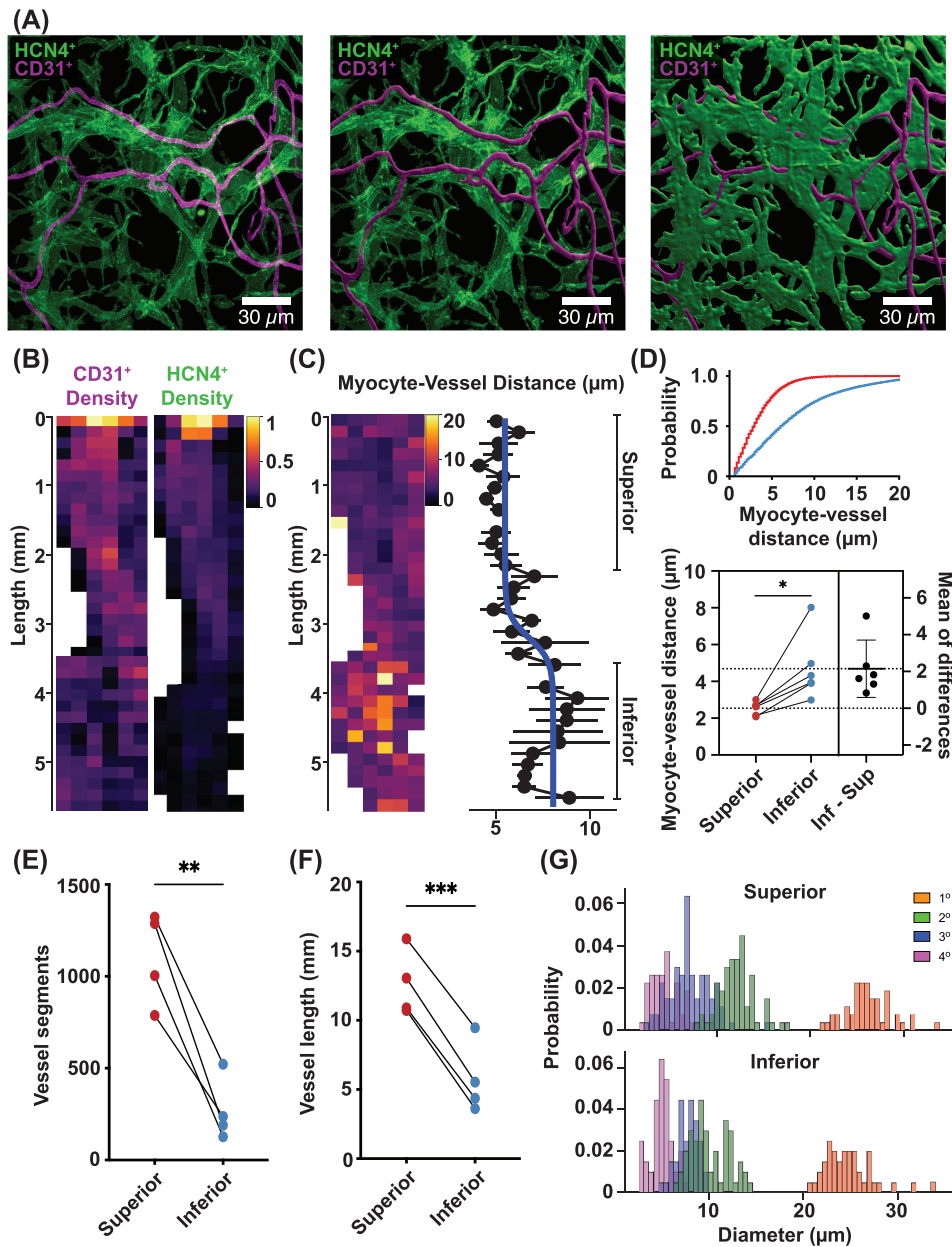 (A)
HCN4+
CD31+
30 µm
HCN4+
CD31+
30 µm
HCN4+
CD31+
30 µm
(B)
CD31+
Density
HCN4+
Density
0
1
2
3
4
5
Length (mm)
1
0.5
0
(C)
Myocyte-Vessel Distance (µm)
0
1
2
3
4
5
Length (mm)
20
10
0
5
10
Superior
Inferior
(D)
Probability
1.0
0.5
0
0
5
10
15
20
Myocyte-vessel
distance (µm)
Myocyte-vessel distance (µm)
10
8
6
4
2
0
*
6
4
2
0
-2
Mean of
differences
Superior
Inferior
Inf - Sup
(E)
**
Vessel segments
1500
1000
500
0
Superior
Inferior
(F)
***
Vessel length (mm)
20
15
10
5
0
Superior
Inferior
(G)
Superior
Probability
0.06
0.04
0.02
0
1º
2º
3º
4º
Inferior
0.06
0.04
0.02
0
10
20
30
Diameter (µm)